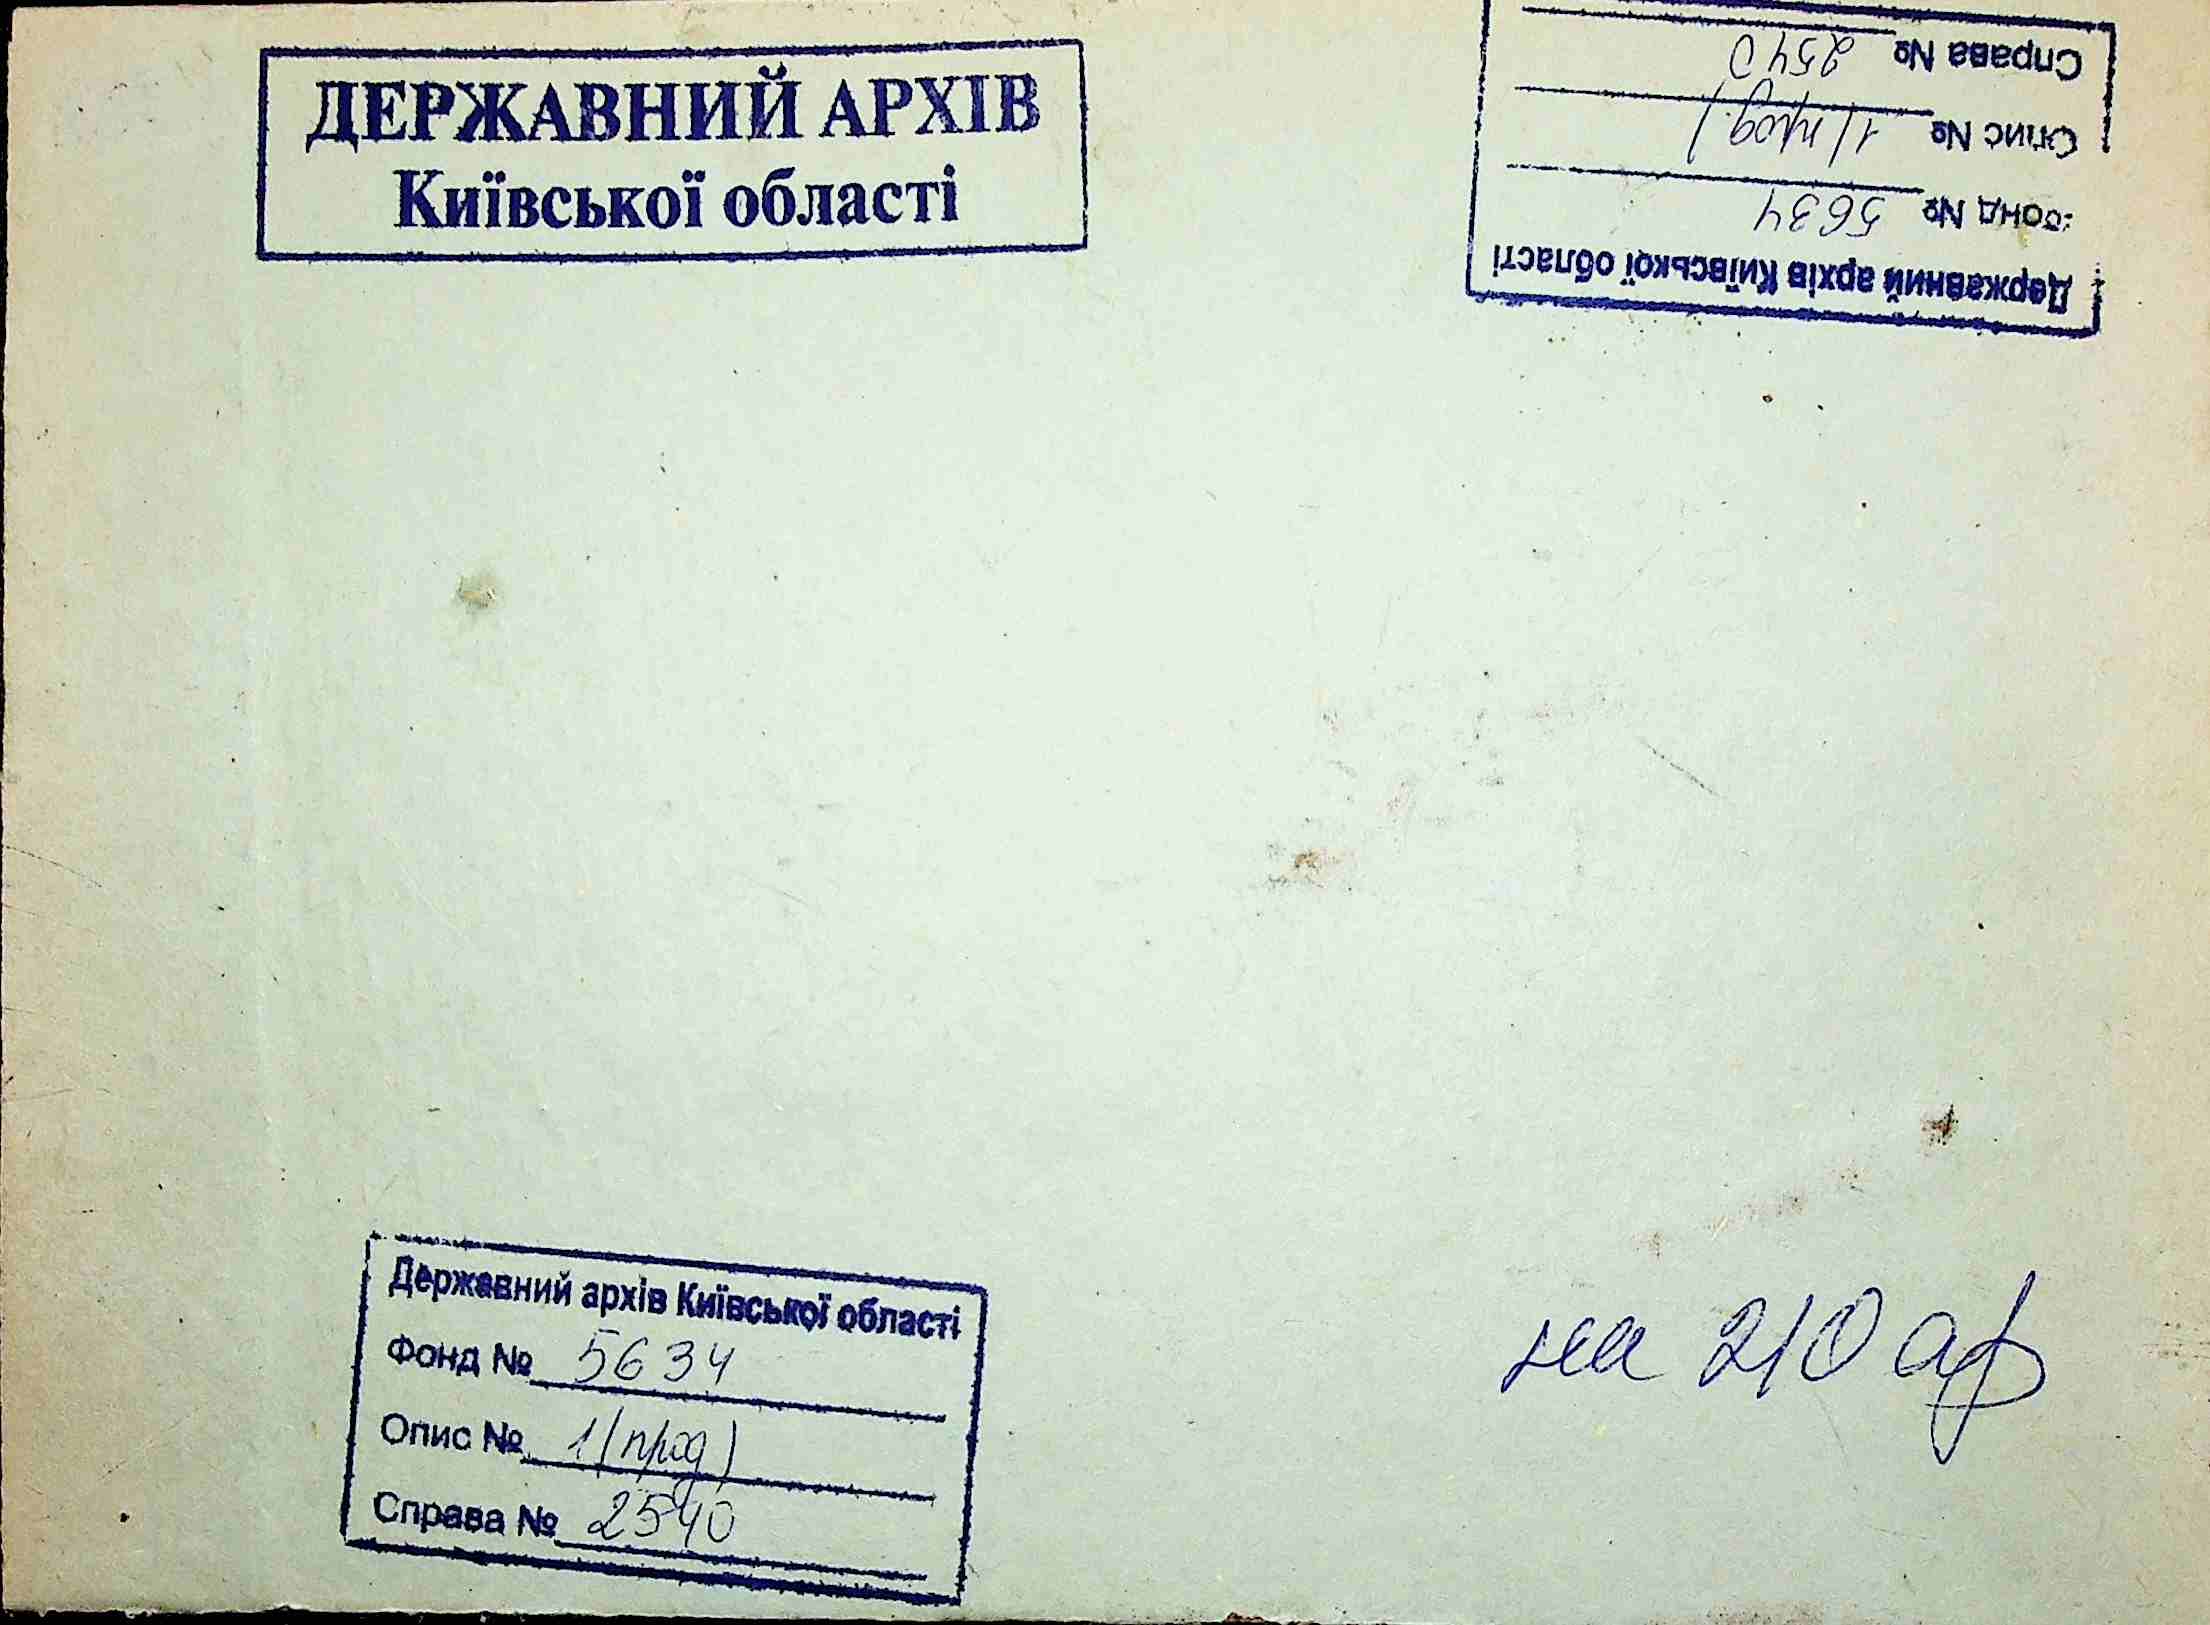 ДЕРЖАВНИЙ АРХІВ
Київської області
Державний архів Київської області
Фонд № 5634
Опис № 1(прод.)
Справа № 2540
Державний архів Київської області
Фонд № 5634
Опис № 1(прод)
Справа № 2540
на 210 арк